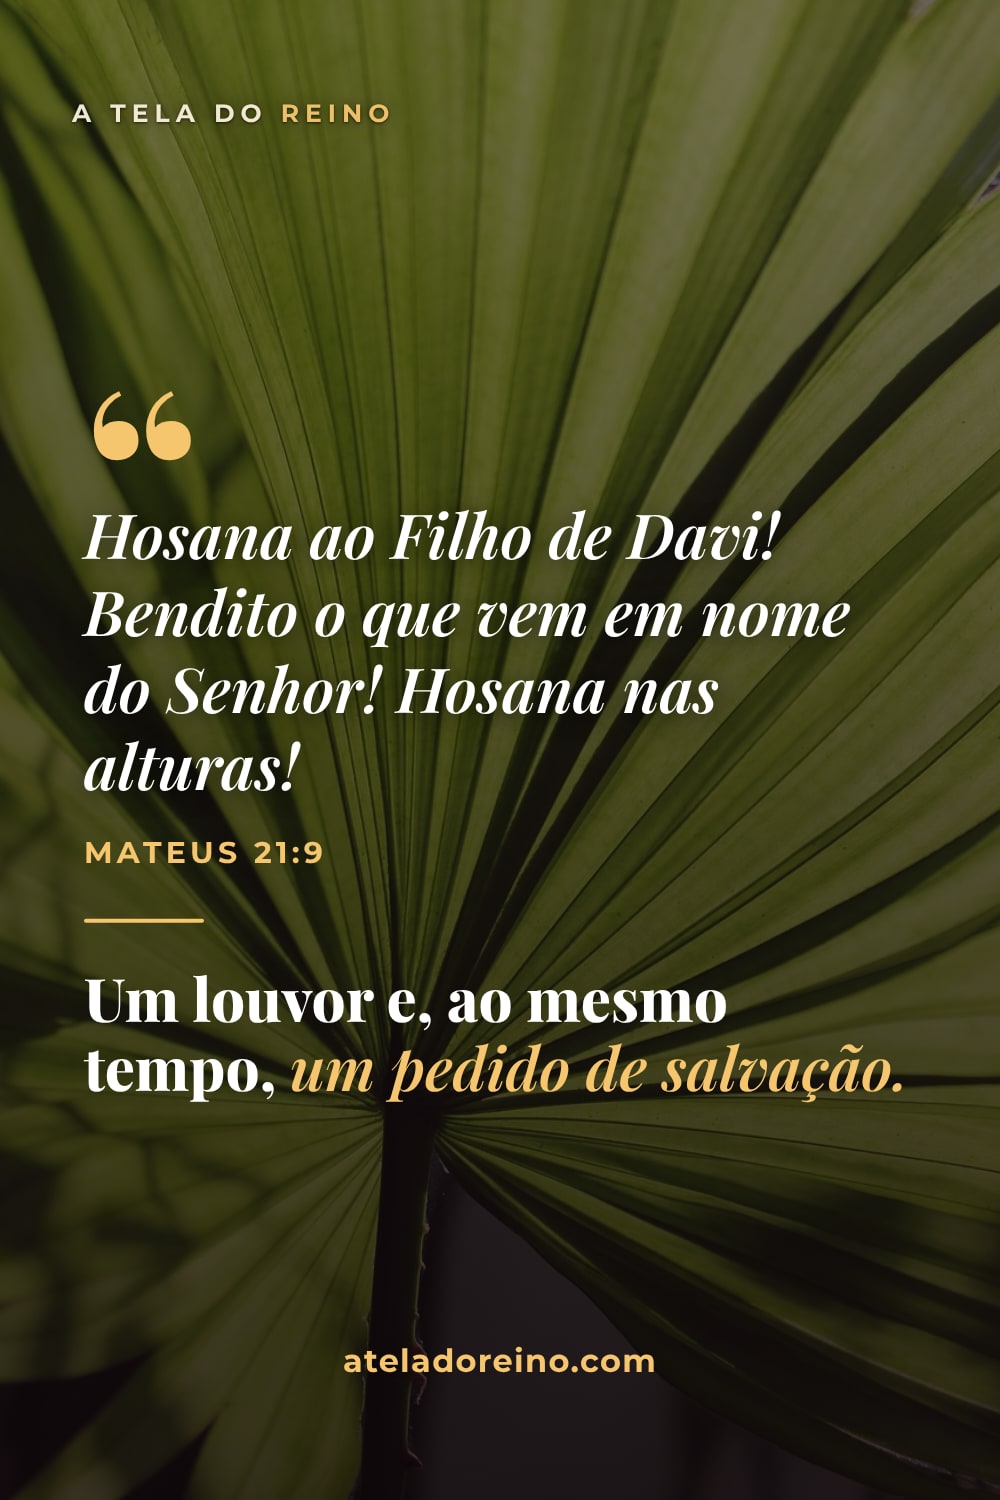 A TELA DO REINO
Hosana ao Filho de Davi!
Bendito o que vem em nome
do Senhor! Hosana nas
alturas!
MATEUS 21:9
Um louvor e, ao mesmo
tempo, um pedido de salvação.
ateladoreino.com